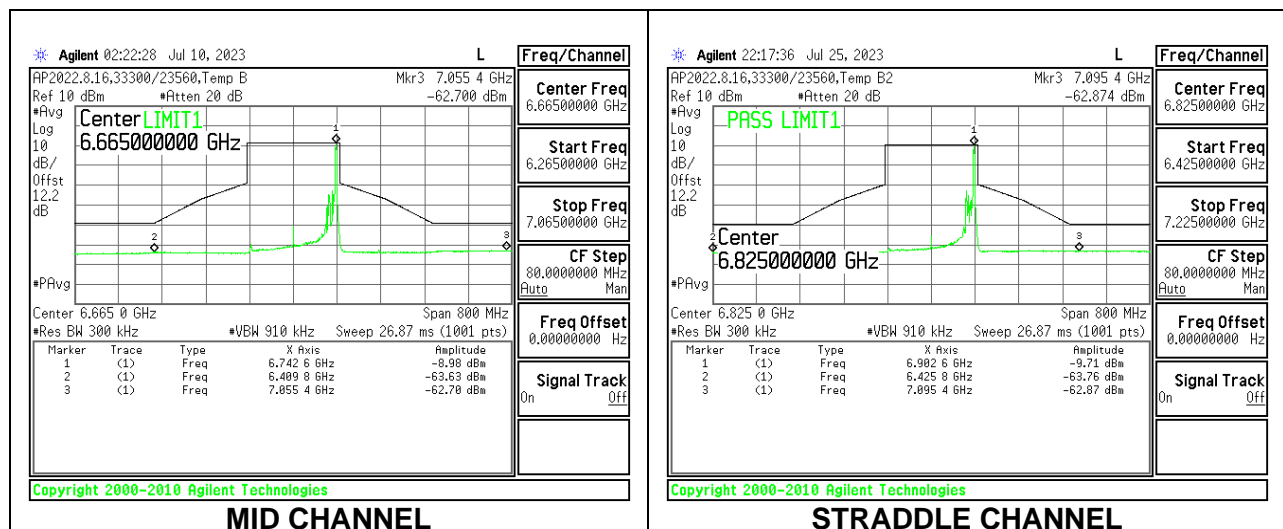 Agilent 02:22:28 Jul 10, 2023 L
AP2022.8.16,33300/23560,Temp B Mkr3 7.055 4 GHz
Ref 10 dBm #Atten 20 dB -62.700 dBm
#Avg
Log
10
dB/
Offst
12.2
dB
#PAvg
Center LIMIT1
6.665000000 GHz
1
2
3
Center 6.665 0 GHz Span 800 MHz
#Res BW 300 kHz #VBW 910 kHz Sweep 26.87 ms (1001 pts)
Marker Trace Type X Axis Amplitude
1 (1) Freq 6.742 6 GHz -8.98 dBm
2 (1) Freq 6.409 8 GHz -63.63 dBm
3 (1) Freq 7.055 4 GHz -62.70 dBm
Freq/Channel
Center Freq
6.66500000 GHz
Start Freq
6.26500000 GHz
Stop Freq
7.06500000 GHz
CF Step
80.0000000 MHz
Auto Man
Freq Offset
0.00000000 Hz
Signal Track
On Off
Copyright 2000-2010 Agilent Technologies
MID CHANNEL
Agilent 22:17:36 Jul 25, 2023 L
AP2022.8.16,33300/23560,Temp B2 Mkr3 7.095 4 GHz
Ref 10 dBm #Atten 20 dB -62.874 dBm
#Avg
Log
10
dB/
Offst
12.2
dB
#PAvg
PASS LIMIT1
1
2
3
Center
6.825000000 GHz
Center 6.825 0 GHz Span 800 MHz
#Res BW 300 kHz #VBW 910 kHz Sweep 26.87 ms (1001 pts)
Marker Trace Type X Axis Amplitude
1 (1) Freq 6.902 6 GHz -9.71 dBm
2 (1) Freq 6.425 8 GHz -63.76 dBm
3 (1) Freq 7.095 4 GHz -62.87 dBm
Freq/Channel
Center Freq
6.82500000 GHz
Start Freq
6.42500000 GHz
Stop Freq
7.22500000 GHz
CF Step
80.0000000 MHz
Auto Man
Freq Offset
0.00000000 Hz
Signal Track
On Off
Copyright 2000-2010 Agilent Technologies
STRADDLE CHANNEL